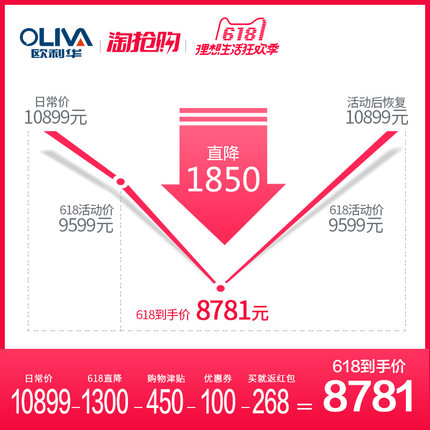 OLIVA
欧利华
淘抢购
618
理想生活狂欢季
日常价
10899元
活动后恢复
10899元
直降
1850
618活动价
9599元
618活动价
9599元
618到手价 8781元
日常价 618直降 购物津贴 优惠券 买就返红包 618到手价
10899-1300-450-100-268=8781